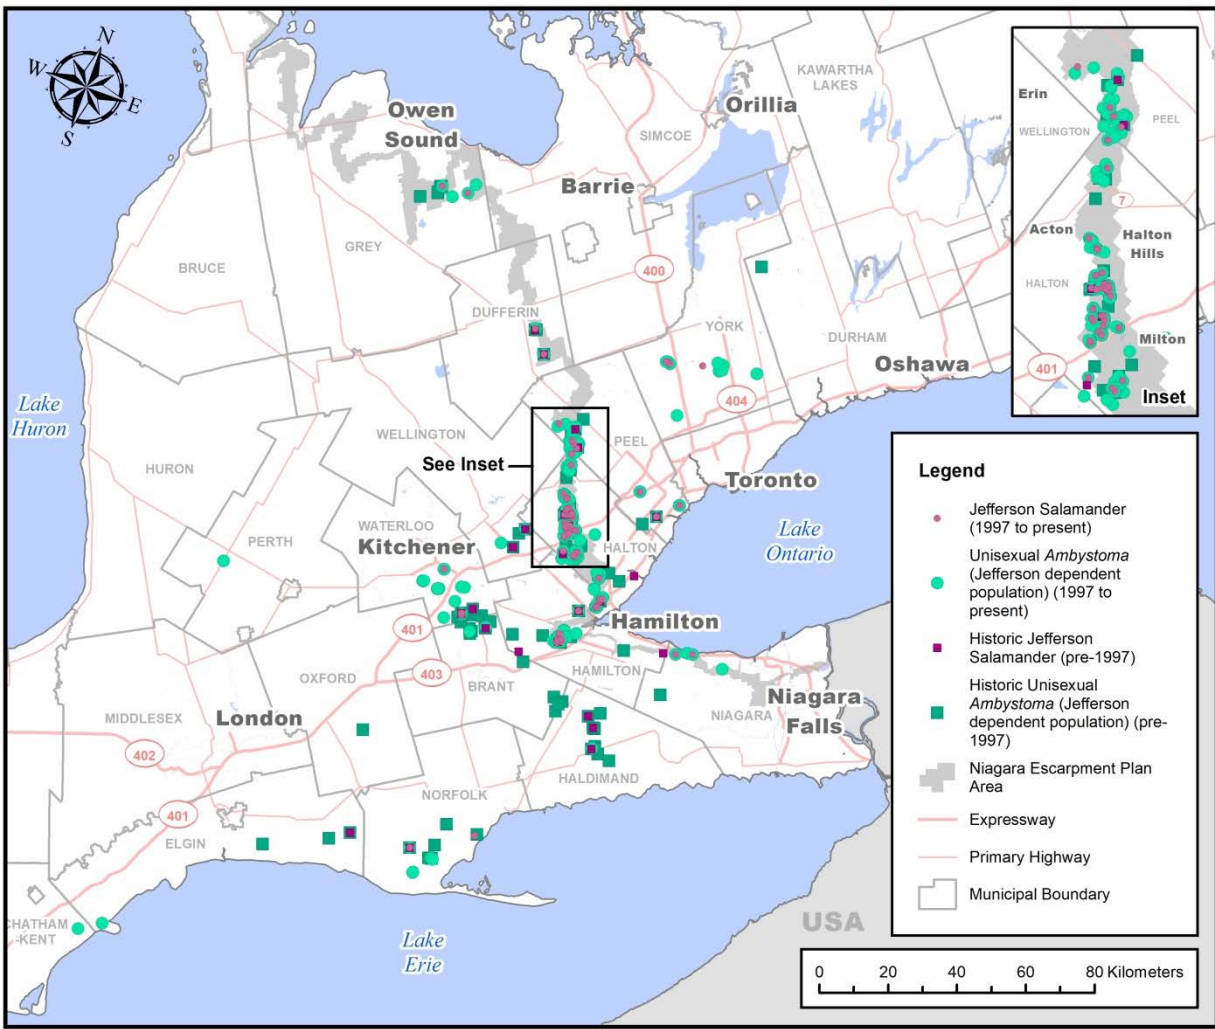 N
W
E
S
Owen
Sound
Orillia
KAWARTHA
LAKES
SIMCOE
Barrie
GREY
BRUCE
400
DUFFERIN
YORK
DURHAM
Oshawa
404
Lake
Huron
WELLINGTON
PEEL
HURON
See Inset
Toronto
WATERLOO
PERTH
Kitchener
HALTON
Lake
Ontario
401
Hamilton
403
HAMILTON
OXFORD
BRANT
MIDDLESEX
London
NIAGARA
Niagara
Falls
402
HALDIMAND
NORFOLK
401
ELGIN
CHATHAM
-KENT
Lake
Erie
USA
Erin
WELLINGTON
PEEL
7
Acton
Halton
Hills
HALTON
Milton
401
Inset
Legend
Jefferson Salamander
(1997 to present)
Unisexual Ambystoma
(Jefferson dependent
population) (1997 to
present)
Historic Jefferson
Salamander (pre-1997)
Historic Unisexual
Ambystoma (Jefferson
dependent population) (pre-
1997)
Niagara Escarpment Plan
Area
Expressway
Primary Highway
Municipal Boundary
0 20 40 60 80 Kilometers